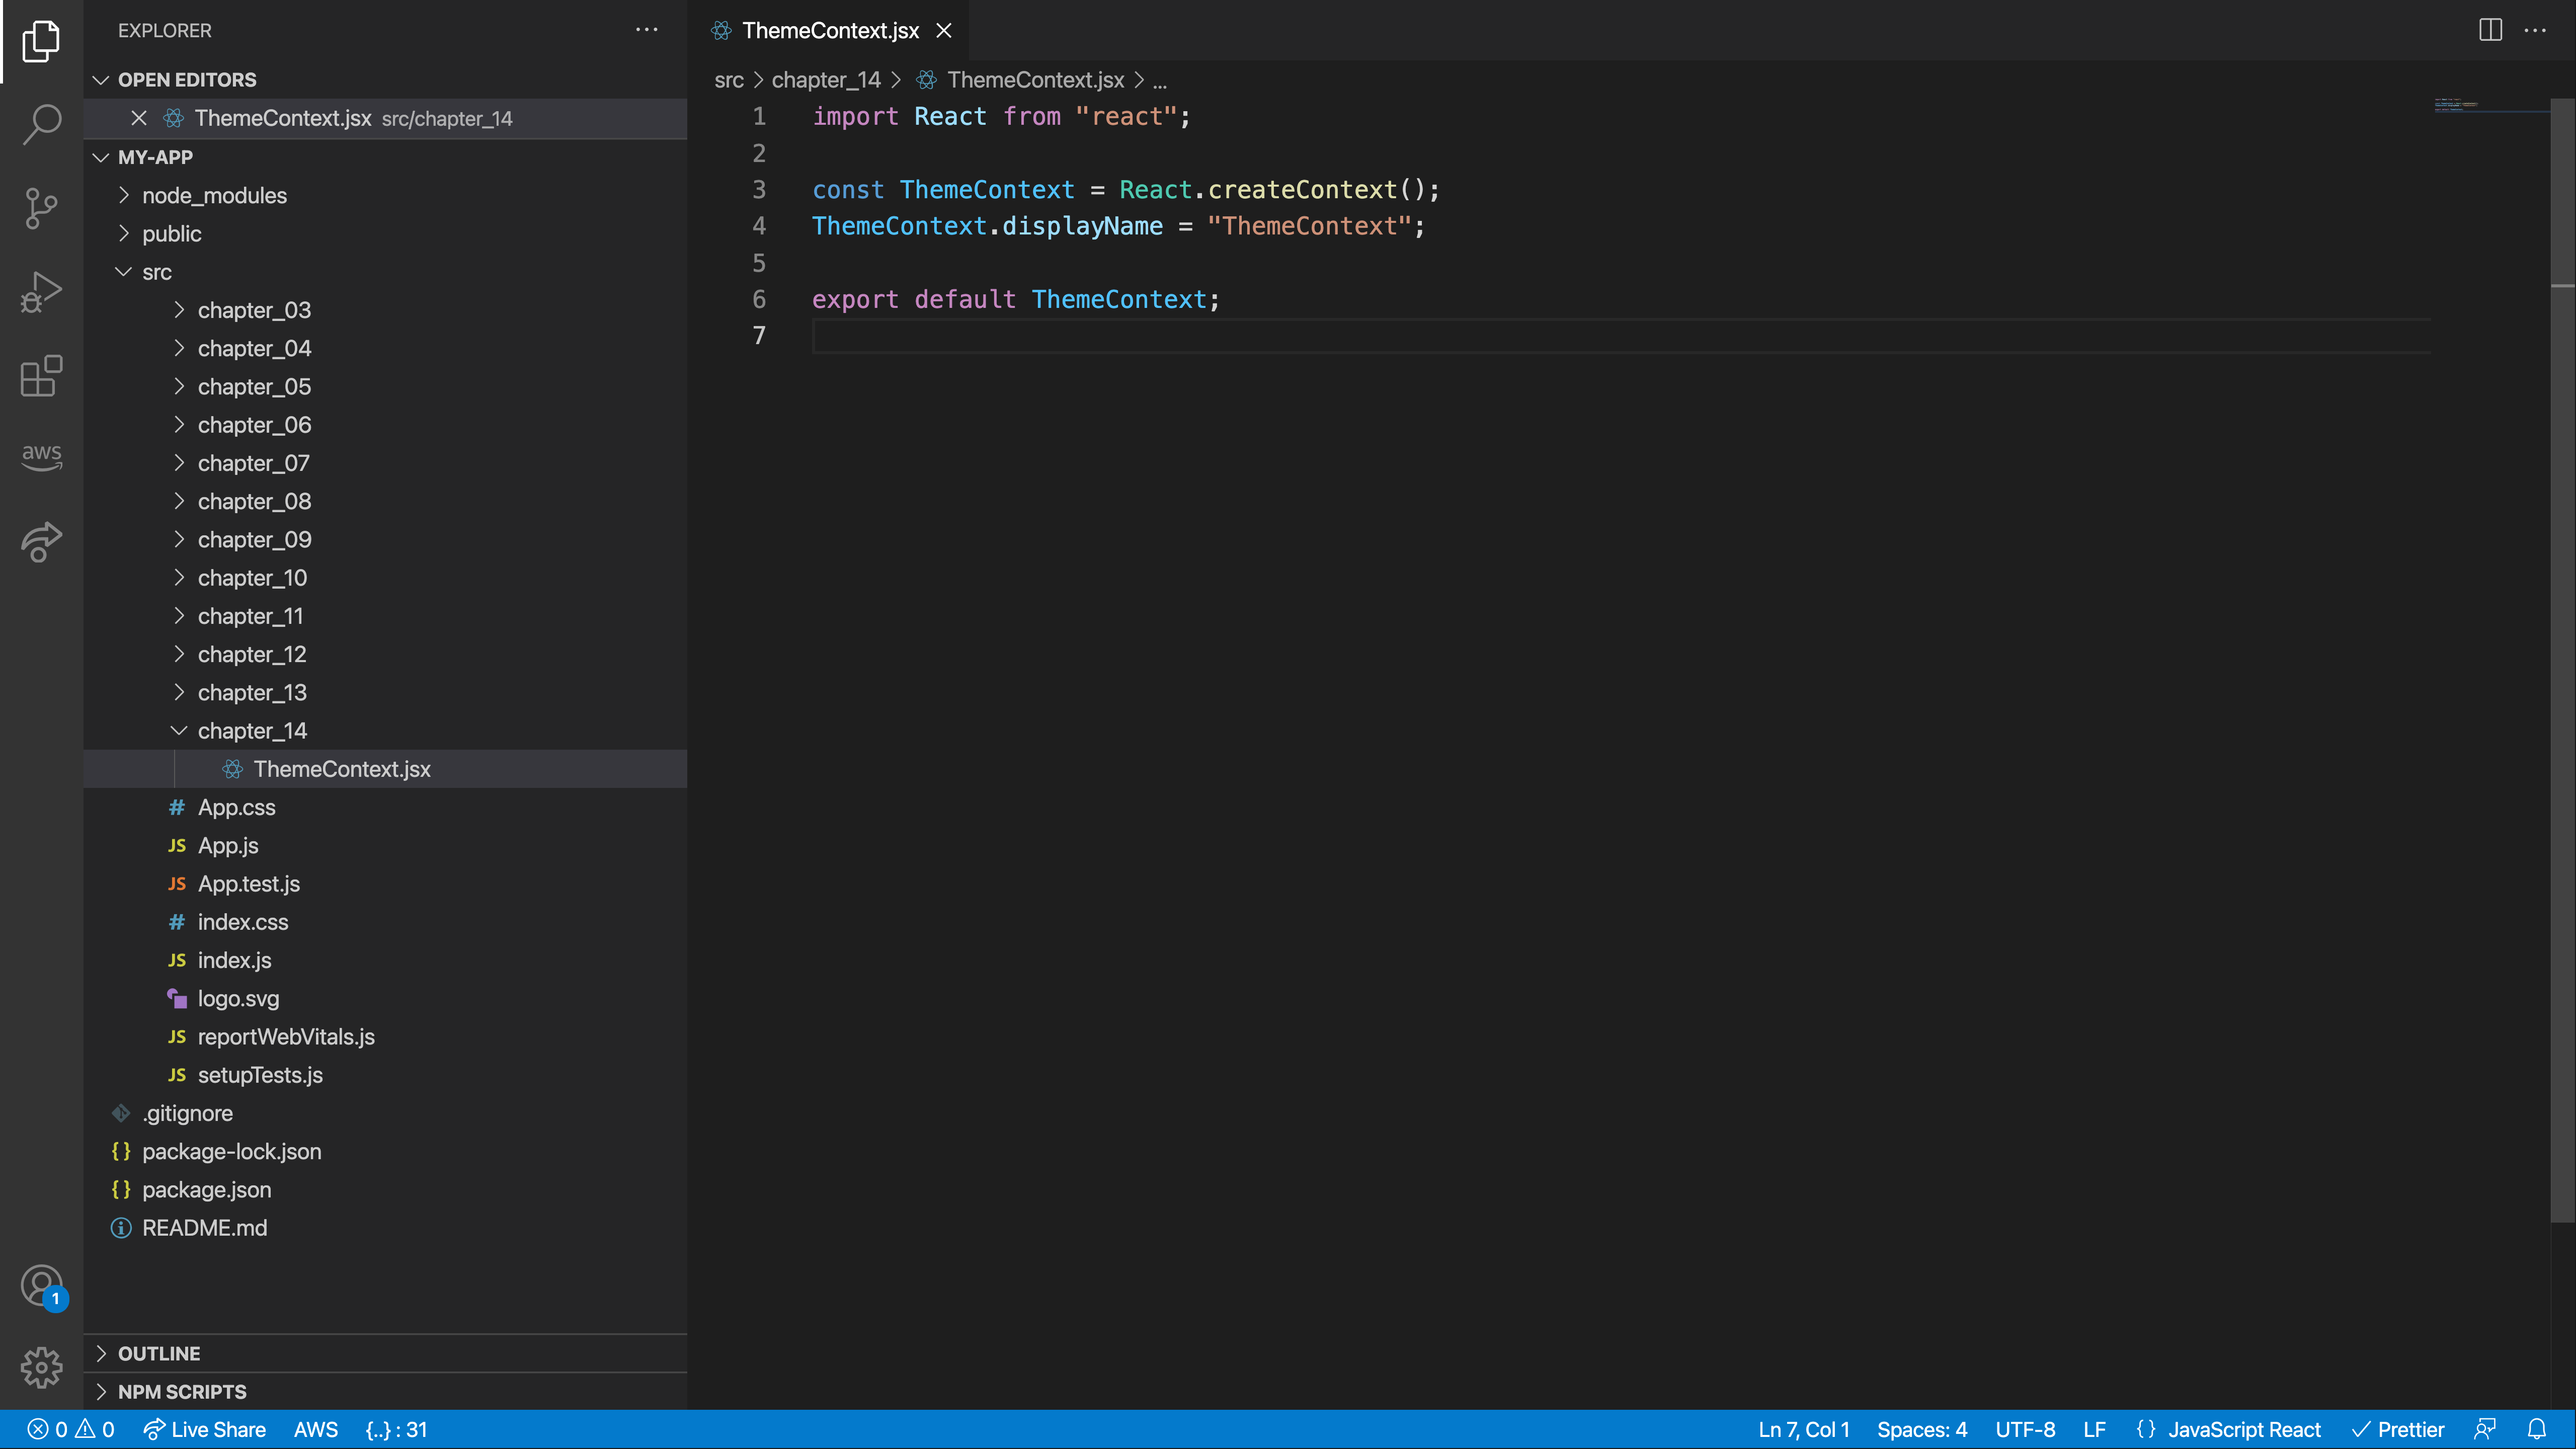 EXPLORER
OPEN EDITORS
ThemeContext.jsx src/chapter_14
MY-APP
node_modules
public
src
chapter_03
chapter_04
chapter_05
chapter_06
chapter_07
chapter_08
chapter_09
chapter_10
chapter_11
chapter_12
chapter_13
chapter_14
ThemeContext.jsx
# App.css
JS App.js
JS App.test.js
# index.css
JS index.js
logo.svg
JS reportWebVitals.js
JS setupTests.js
.gitignore
{} package-lock.json
{} package.json
README.md
OUTLINE
NPM SCRIPTS
aws
1
ThemeContext.jsx
src > chapter_14 > ThemeContext.jsx > ...
1 import React from "react";
2
3 const ThemeContext = React.createContext();
4 ThemeContext.displayName = "ThemeContext";
5
6 export default ThemeContext;
7
0 0 Live Share AWS {..} : 31 Ln 7, Col 1 Spaces: 4 UTF-8 LF {} JavaScript React Prettier